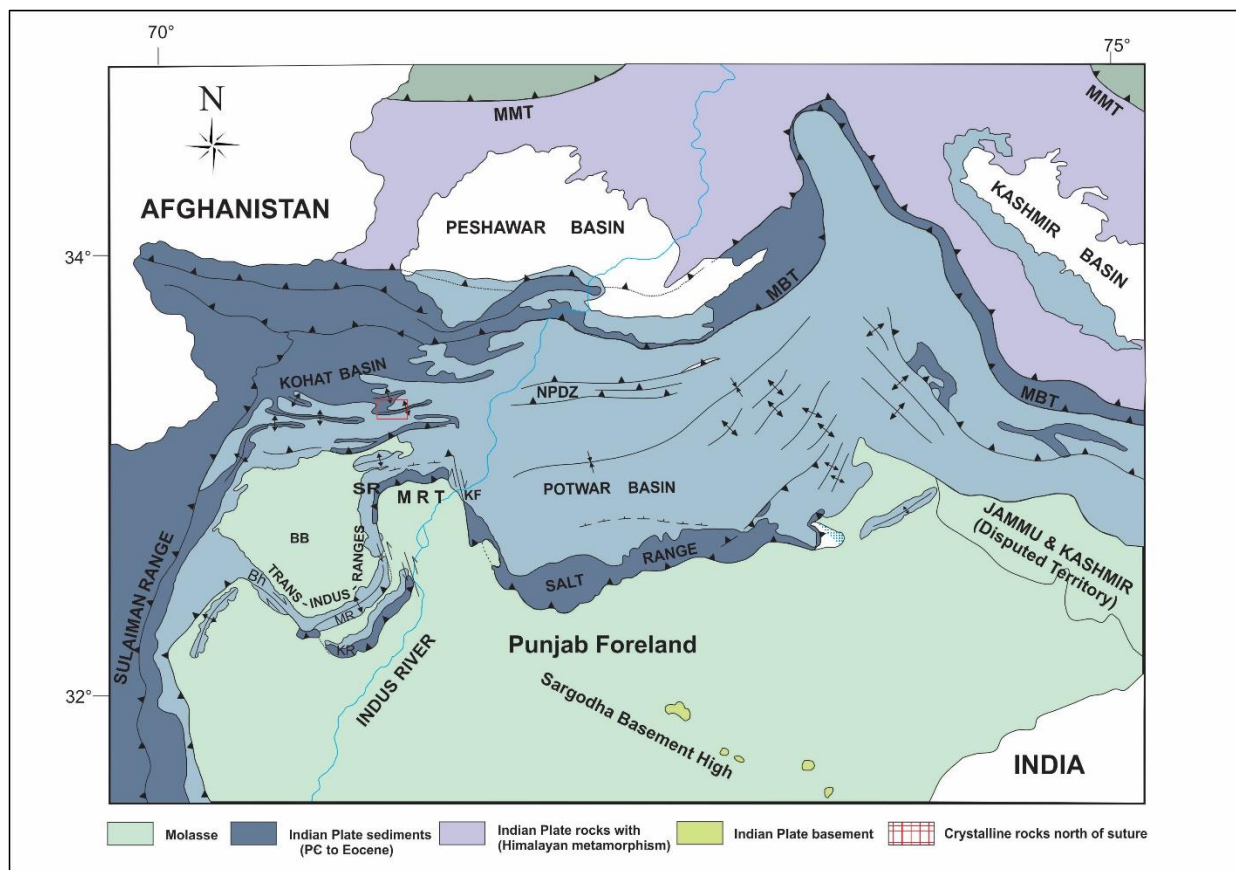 70°
75°
N
MMT
MMT
AFGHANISTAN
PESHAWAR BASIN
KASHMIR
BASIN
34°
MBT
KOHAT BASIN
NPDZ
MBT
SR
M R T
KF
POTWAR BASIN
BB
TRANS
INDUS
RANGES
Bh
MR
KR
SALT RANGE
JAMMU & KASHMIR
(Disputed Territory)
SULAIMAN RANGE
Punjab Foreland
INDUS RIVER
32°
Sargodha Basement High
INDIA
Molasse
Indian Plate sediments
(PC to Eocene)
Indian Plate rocks with
(Himalayan metamorphism)
Indian Plate basement
Crystalline rocks north of suture